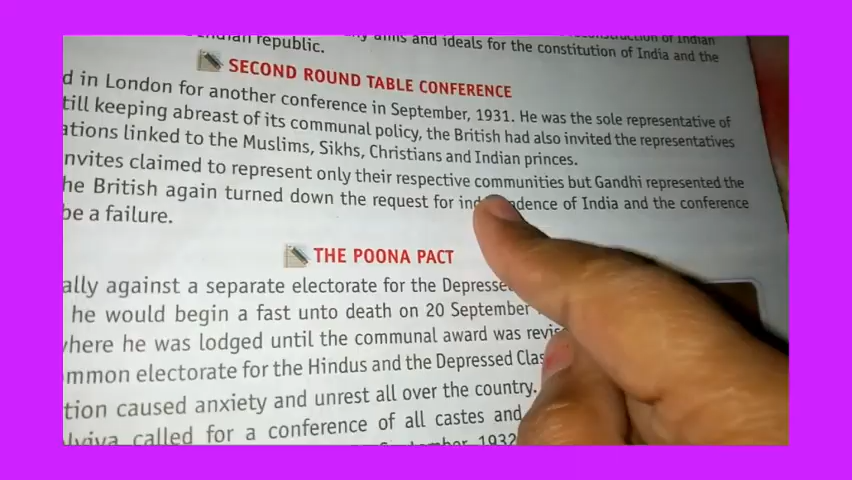 aims and ideals for the constitution of India and the
republic.
SECOND ROUND TABLE CONFERENCE
d in London for another conference in September, 1931. He was the sole representative of
till keeping abreast of its communal policy, the British had also invited the representatives
ations linked to the Muslims, Sikhs, Christians and Indian princes.
nvites claimed to represent only their respective communities but Gandhi represented the
he British again turned down the request for independence of India and the conference
be a failure.
THE POONA PACT
ally against a separate electorate for the Depresse
he would begin a fast unto death on 20 September
where he was lodged until the communal award was revis
mmon electorate for the Hindus and the Depressed Clas
tion caused anxiety and unrest all over the country.
lviya called for a conference of all castes and
1932